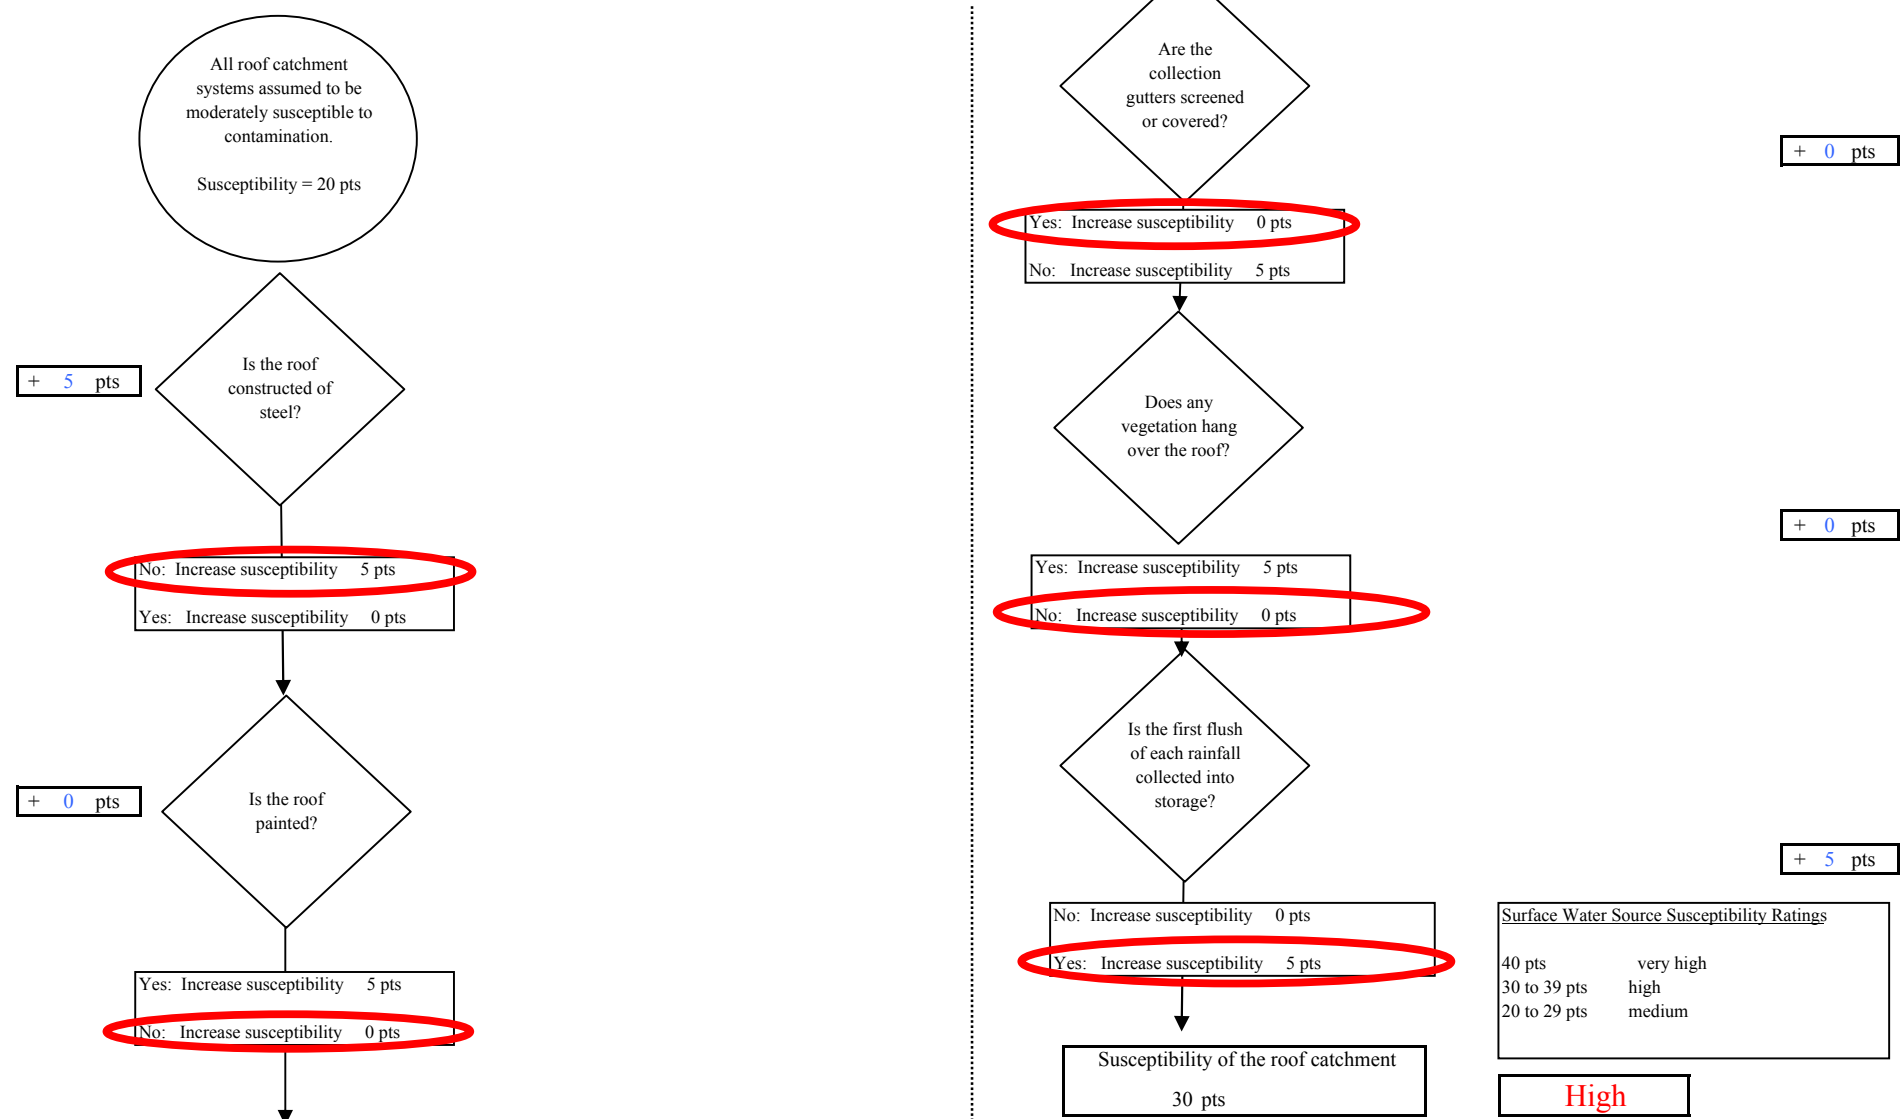 All roof catchment
systems assumed to be
moderately susceptible to
contamination.
Susceptibility = 20 pts
+ 5 pts
Is the roof
constructed of
steel?
No: Increase susceptibility 5 pts
Yes: Increase susceptibility 0 pts
+ 0 pts
Is the roof
painted?
Yes: Increase susceptibility 5 pts
No: Increase susceptibility 0 pts
Are the
collection
gutters screened
or covered?
+ 0 pts
Yes: Increase susceptibility 0 pts
No: Increase susceptibility 5 pts
Does any
vegetation hang
over the roof?
+ 0 pts
Yes: Increase susceptibility 5 pts
No: Increase susceptibility 0 pts
Is the first flush
of each rainfall
collected into
storage?
+ 5 pts
No: Increase susceptibility 0 pts
Yes: Increase susceptibility 5 pts
Susceptibility of the roof catchment
30 pts
Surface Water Source Susceptibility Ratings
40 pts very high
30 to 39 pts high
20 to 29 pts medium
High